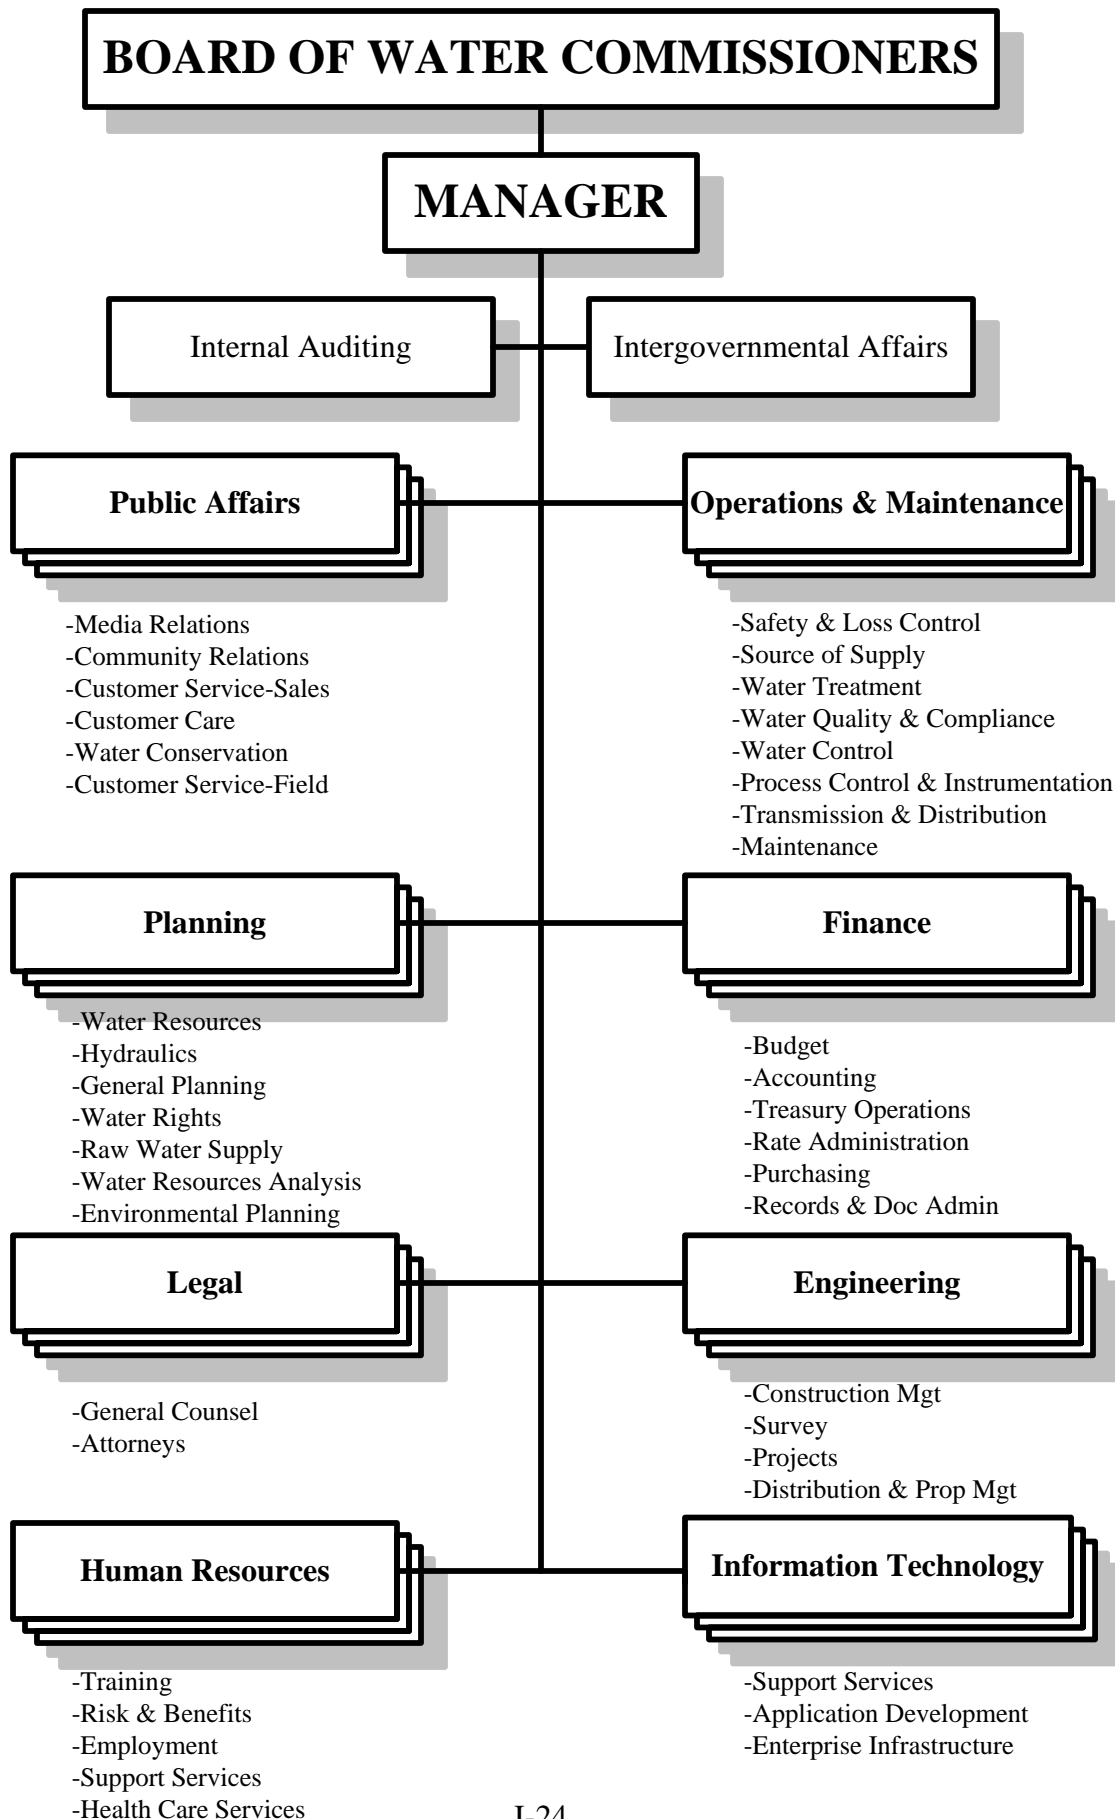 BOARD OF WATER COMMISSIONERS
MANAGER
Internal Auditing
Intergovernmental Affairs
Public Affairs
-Media Relations
-Community Relations
-Customer Service-Sales
-Customer Care
-Water Conservation
-Customer Service-Field
Operations & Maintenance
-Safety & Loss Control
-Source of Supply
-Water Treatment
-Water Quality & Compliance
-Water Control
-Process Control & Instrumentation
-Transmission & Distribution
-Maintenance
Planning
-Water Resources
-Hydraulics
-General Planning
-Water Rights
-Raw Water Supply
-Water Resources Analysis
-Environmental Planning
Finance
-Budget
-Accounting
-Treasury Operations
-Rate Administration
-Purchasing
-Records & Doc Admin
Legal
-General Counsel
-Attorneys
Engineering
-Construction Mgt
-Survey
-Projects
-Distribution & Prop Mgt
Human Resources
-Training
-Risk & Benefits
-Employment
-Support Services
-Health Care Services
Information Technology
-Support Services
-Application Development
-Enterprise Infrastructure
I-24